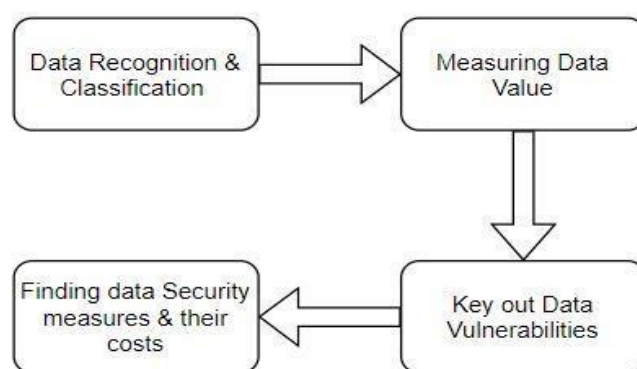 Data Recognition &
Classification
Measuring Data
Value
Key out Data
Vulnerabilities
Finding data Security
measures & their
costs